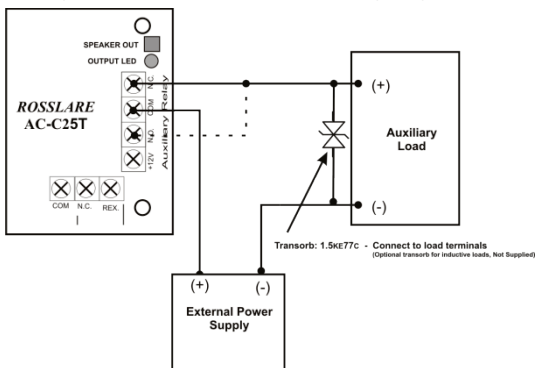 SPEAKER OUT
OUTPUT LED
ROSSLARE
AC-C25T
N.C.
COM
N.O.
+12V
Auxiliary Relay
COM N.C. REX.
(+)
Auxiliary
Load
(-)
Transorb: 1.5KE77C - Connect to load terminals
(Optional transorb for inductive loads, Not Supplied)
(+) (-)
External Power
Supply